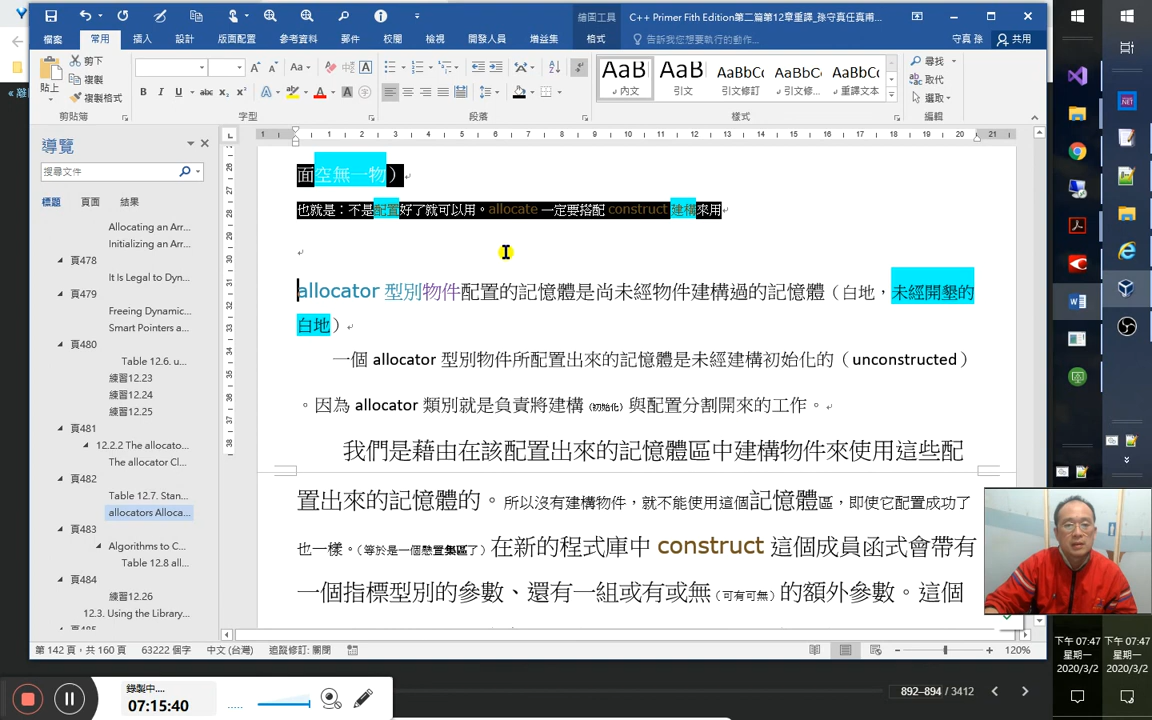 C++ Primer Fith Edition第二篇第12章重譯_孫守真任真甫...
繪圖工具
檔案
常用
插入
設計
版面配置
參考資料
郵件
校閱
檢視
開發人員
增益集
格式
告訴我您想要執行的動作...
守真 孫
共用
貼上
剪下
複製
複製格式
剪貼簿
字型
段落
AaB
AaB
AaBbCc
AaBbCc
AaBbCc
內文
引文
引文修訂
引文修...
重譯文本
樣式
尋找
取代
選取
編輯
導覽
搜尋文件
標題
頁面
結果
Allocating an Arr...
Initializing an Arr...
頁478
It Is Legal to Dyn...
頁479
Freeing Dynamic...
Smart Pointers a...
頁480
Table 12.6. u...
練習12.23
練習12.24
練習12.25
頁481
12.2.2 The allocato...
The allocator Cl...
頁482
Table 12.7. Stan...
allocators Alloca...
頁483
Algorithms to C...
Table 12.8 all...
頁484
練習12.26
12.3. Using the Library...
面空無一物）
也就是：不是配置好了就可以用。allocate 一定要搭配 construct 建構來用
allocator 型別物件配置的記憶體是尚未經物件建構過的記憶體（白地，未經開墾的
白地）
一個 allocator 型別物件所配置出來的記憶體是未經建構初始化的（unconstructed）
。因為 allocator 類別就是負責將建構（初始化）與配置分割開來的工作。
我們是藉由在該配置出來的記憶體區中建構物件來使用這些配
置出來的記憶體的。所以沒有建構物件，就不能使用這個記憶體區，即使它配置成功了
也一樣。（等於是一個懸置集區了）在新的程式庫中 construct 這個成員函式會帶有
一個指標型別的參數、還有一組或有或無（可有可無）的額外參數。這個
第 142 頁，共 160 頁
63222 個字
中文 (台灣)
追蹤修訂: 關閉
120%
錄製中....
07:15:40
892–894 / 3412
下午 07:47
星期一
2020/3/2
下午 07:47
星期一
2020/3/2